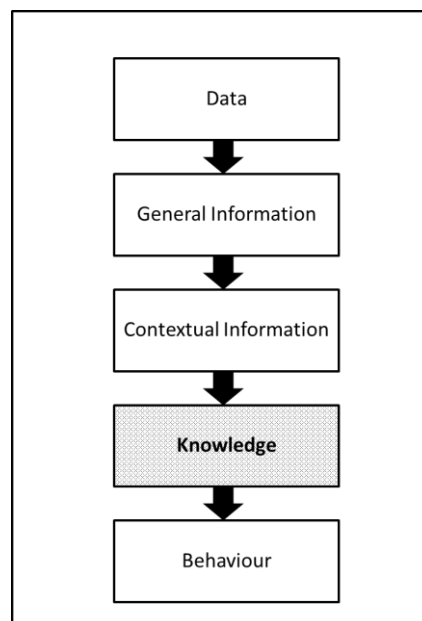 Data
General Information
Contextual Information
Knowledge
Behaviour